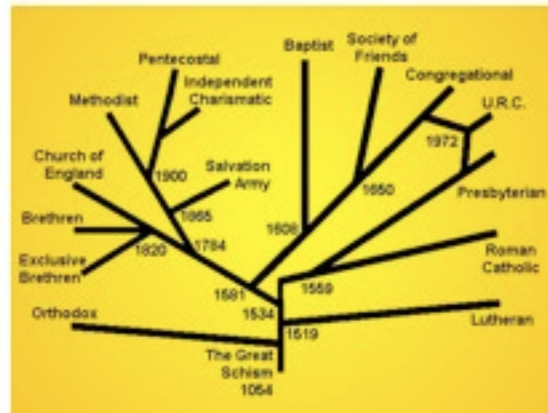 Pentecostal
Independent
Charismatic
Methodist
Baptist
Society of
Friends
Congregational
U.R.C.
1972
Church of
England
1900
Salvation
Army
1865
1650
Presbyterian
Brethren
1784
1820
1608
Exclusive
Brethren
Roman
Catholic
1581
1559
1534
Orthodox
Lutheran
1519
The Great
Schism
1054